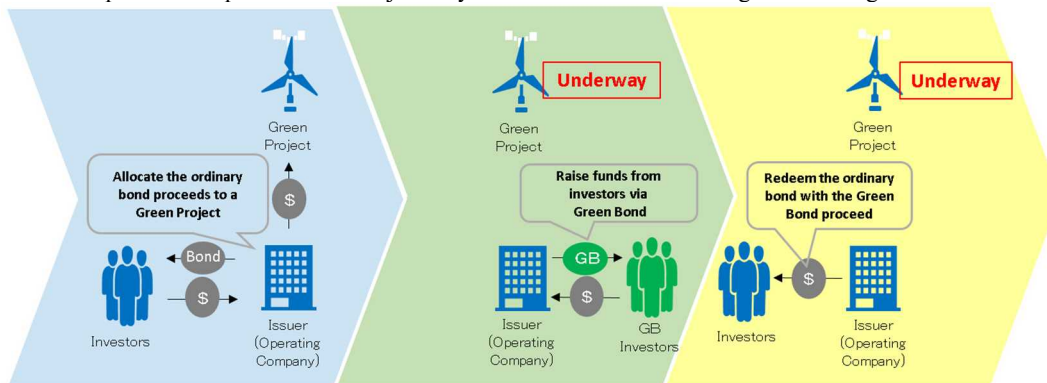 Green
Project
Allocate the ordinary
bond proceeds to a
Green Project
$
Bond
$
Investors
Issuer
(Operating
Company)
Underway
Green
Project
Raise funds from
investors via
Green Bond
GB
$
Issuer
(Operating
Company)
GB
Investors
Underway
Green
Project
Redeem the ordinary
bond with the Green
Bond proceed
$
Investors
Issuer
(Operating
Company)